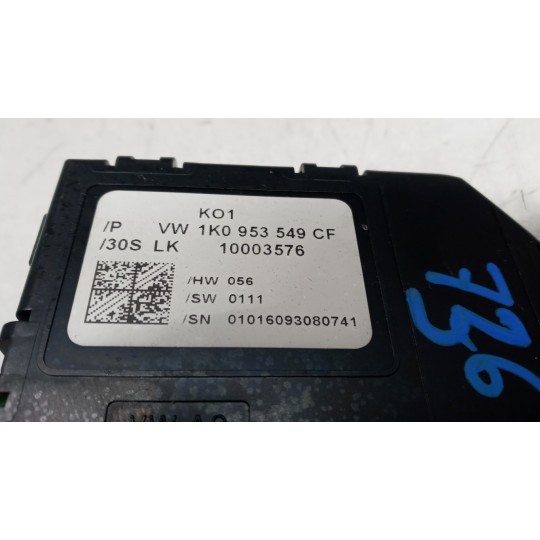 KO1
/P VW 1K0 953 549 CF
/30S LK 10003576
/HW 056
/SW 0111
/SN 01016093080741
736